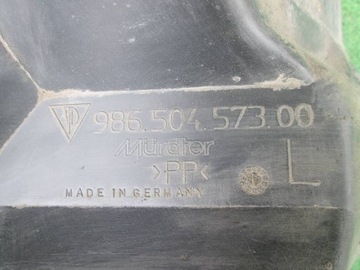 986.504.573.00
Mürdter
>PP<
L
MADE IN GERMANY